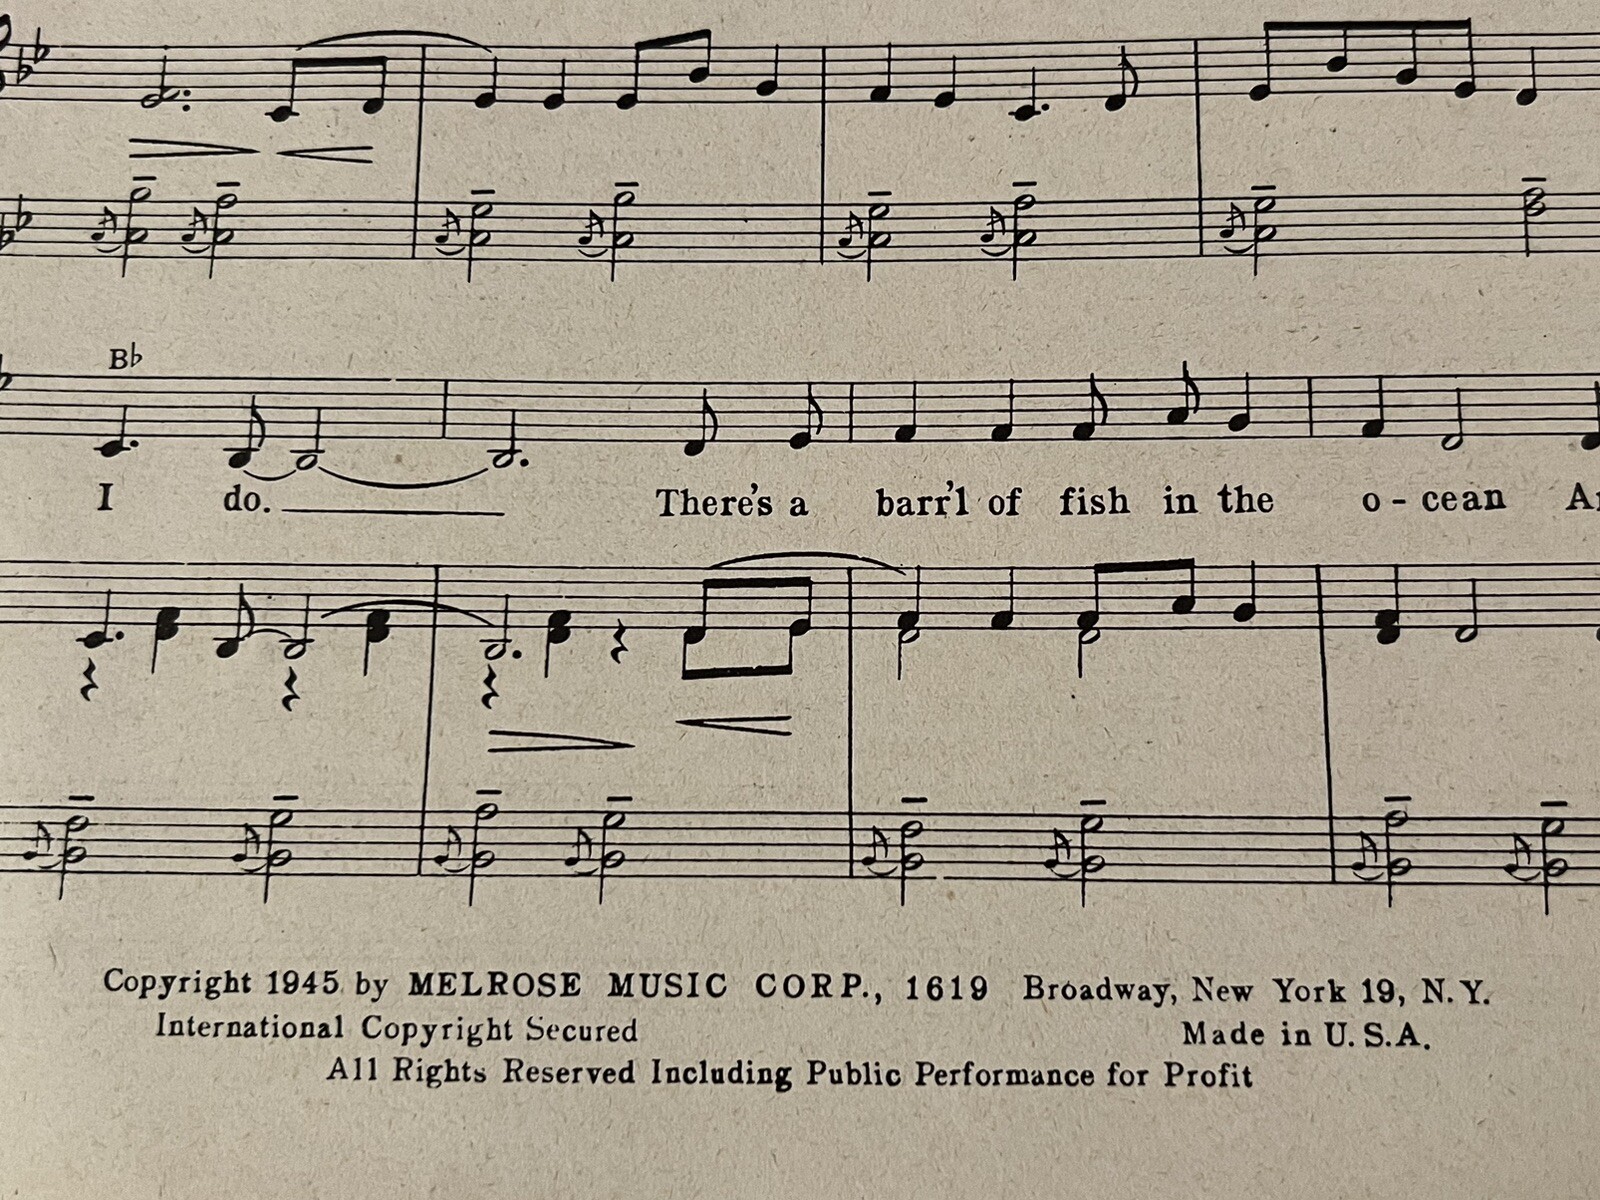 B♭
I do. There's a barr'l of fish in the o-cean
Copyright 1945 by MELROSE MUSIC CORP., 1619 Broadway, New York 19, N.Y.
International Copyright Secured Made in U.S.A.
All Rights Reserved Including Public Performance for Profit